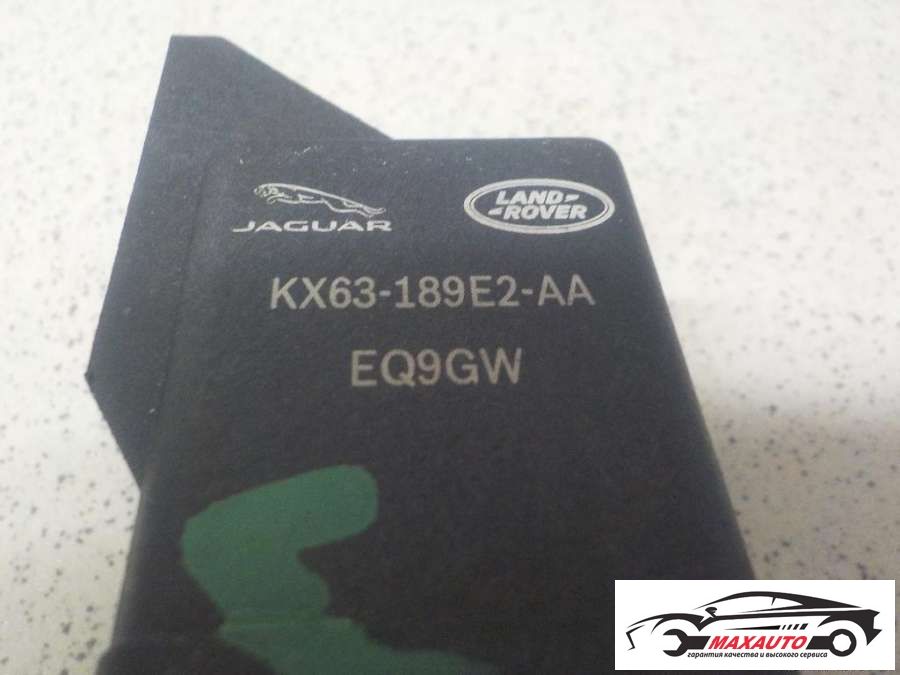 JAGUAR
LAND-
-ROVER
KX63-189E2-AA
EQ9GW
MAXAUTO
гарантия качества и высокого сервиса